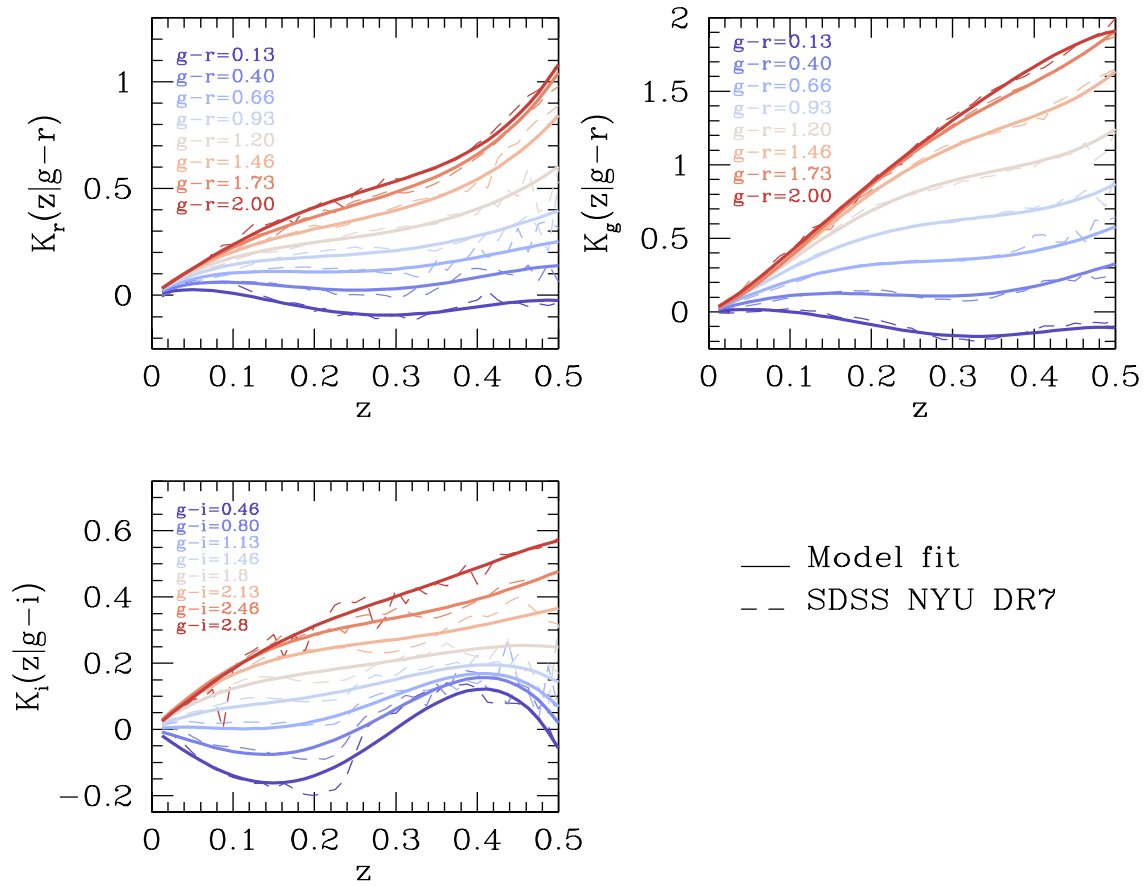 1
0.5
0
K_r(z|g-r)
g-r=0.13
g-r=0.40
g-r=0.66
g-r=0.93
g-r=1.20
g-r=1.46
g-r=1.73
g-r=2.00
0 0.1 0.2 0.3 0.4 0.5
z
2
1.5
1
0.5
0
K_g(z|g-r)
g-r=0.13
g-r=0.40
g-r=0.66
g-r=0.93
g-r=1.20
g-r=1.46
g-r=1.73
g-r=2.00
0 0.1 0.2 0.3 0.4 0.5
z
0.6
0.4
0.2
0
-0.2
K_i(z|g-i)
g-i=0.46
g-i=0.80
g-i=1.13
g-i=1.46
g-i=1.8
g-i=2.13
g-i=2.46
g-i=2.8
0 0.1 0.2 0.3 0.4 0.5
z
Model fit
SDSS NYU DR7